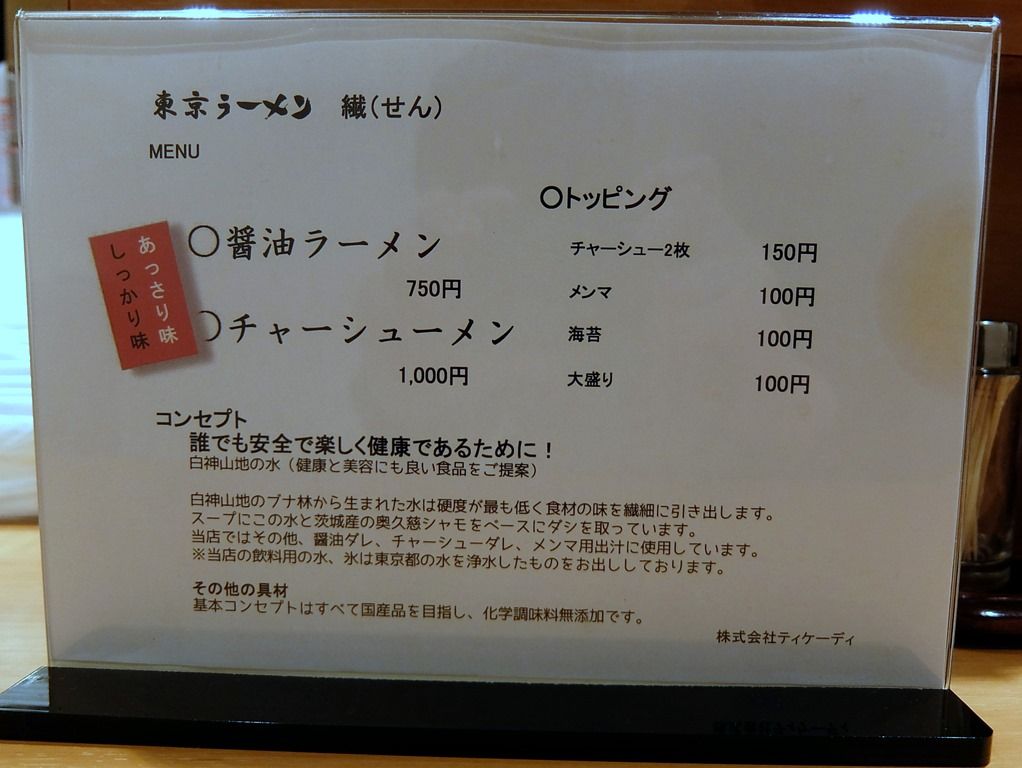 東京ラーメン 繊(せん)
MENU
あっさり味
しっかり味
〇醤油ラーメン
750円
〇チャーシューメン
1,000円
〇トッピング
チャーシュー2枚 150円
メンマ 100円
海苔 100円
大盛り 100円
コンセプト
誰でも安全で楽しく健康であるために！
白神山地の水（健康と美容にも良い食品をご提案）
白神山地のブナ林から生まれた水は硬度が最も低く食材の味を繊細に引き出します。
スープにこの水と茨城産の奥久慈シャモをベースにダシを取っています。
当店ではその他、醤油ダレ、チャーシューダレ、メンマ用出汁に使用しています。
※当店の飲料用の水、氷は東京都の水を浄水したものをお出ししております。
その他の具材
基本コンセプトはすべて国産品を目指し、化学調味料無添加です。
株式会社ティケーディ